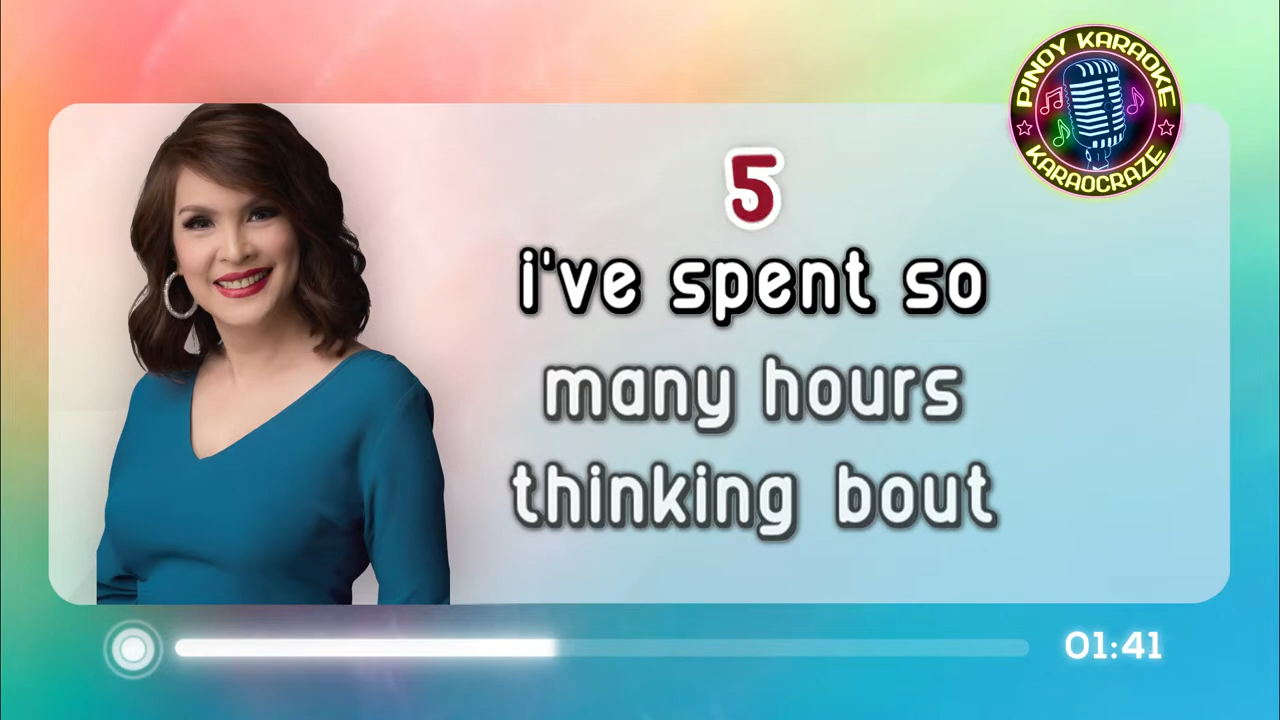 PINOY KARAOKE
KARAOCRAZE
5
i've spent so
many hours
thinking bout
01:41